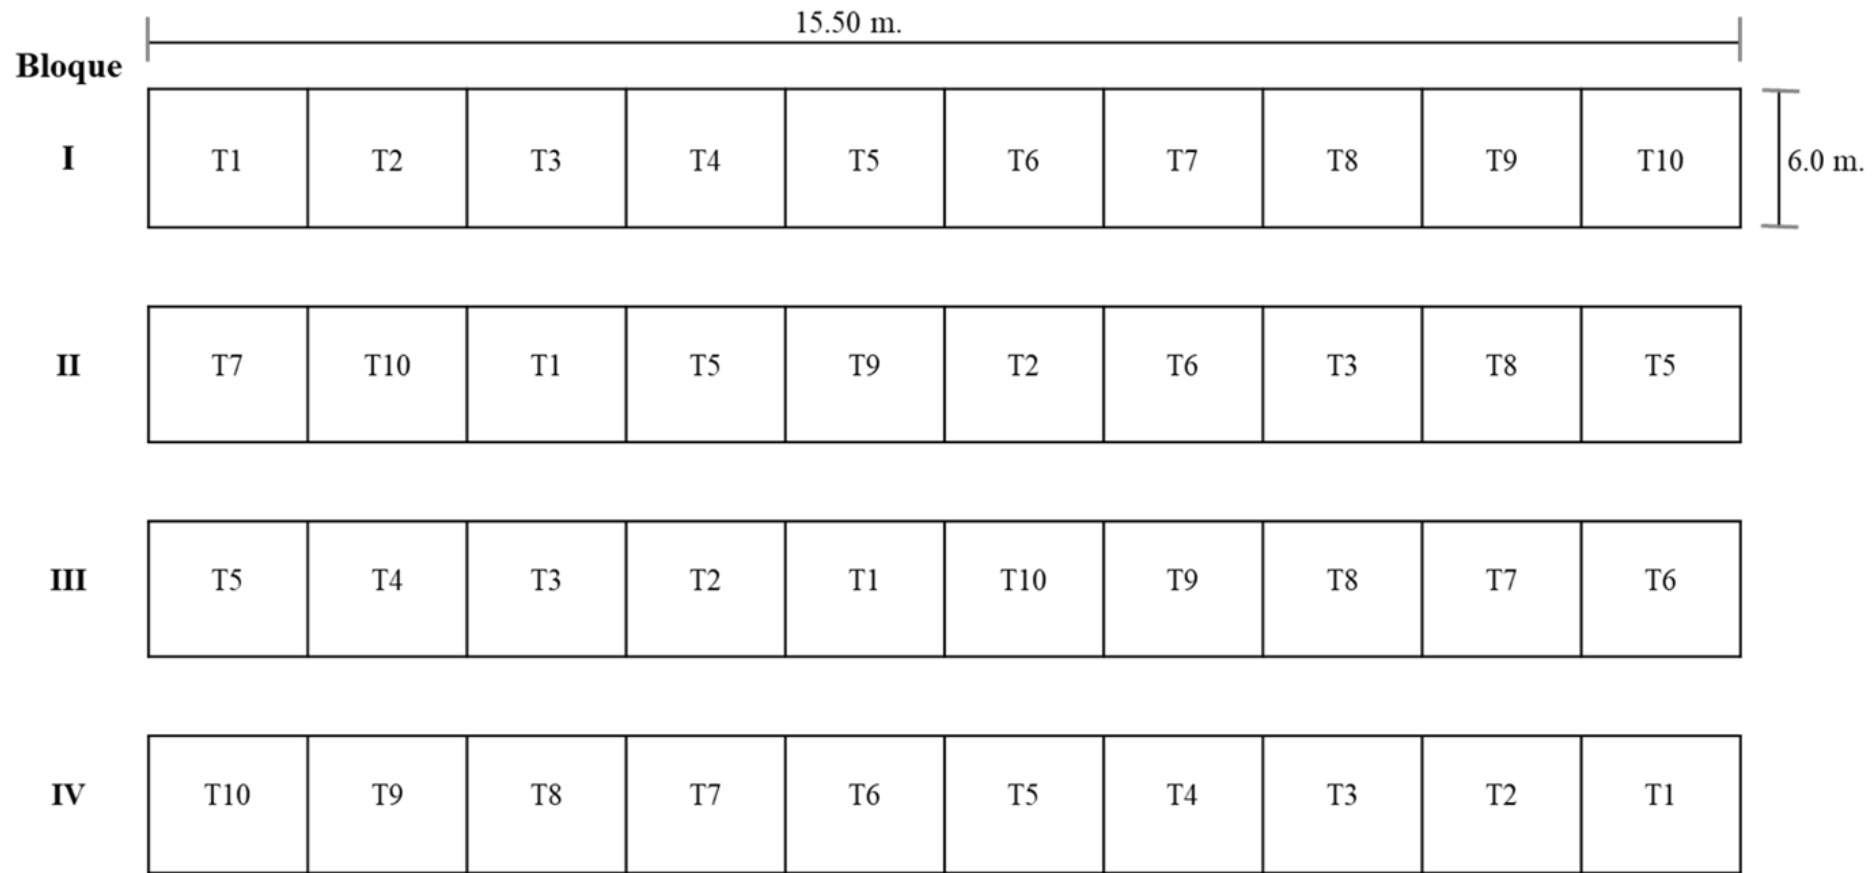 15.50 m.
Bloque
I T1 T2 T3 T4 T5 T6 T7 T8 T9 T10 6.0 m.
II T7 T10 T1 T5 T9 T2 T6 T3 T8 T5
III T5 T4 T3 T2 T1 T10 T9 T8 T7 T6
IV T10 T9 T8 T7 T6 T5 T4 T3 T2 T1